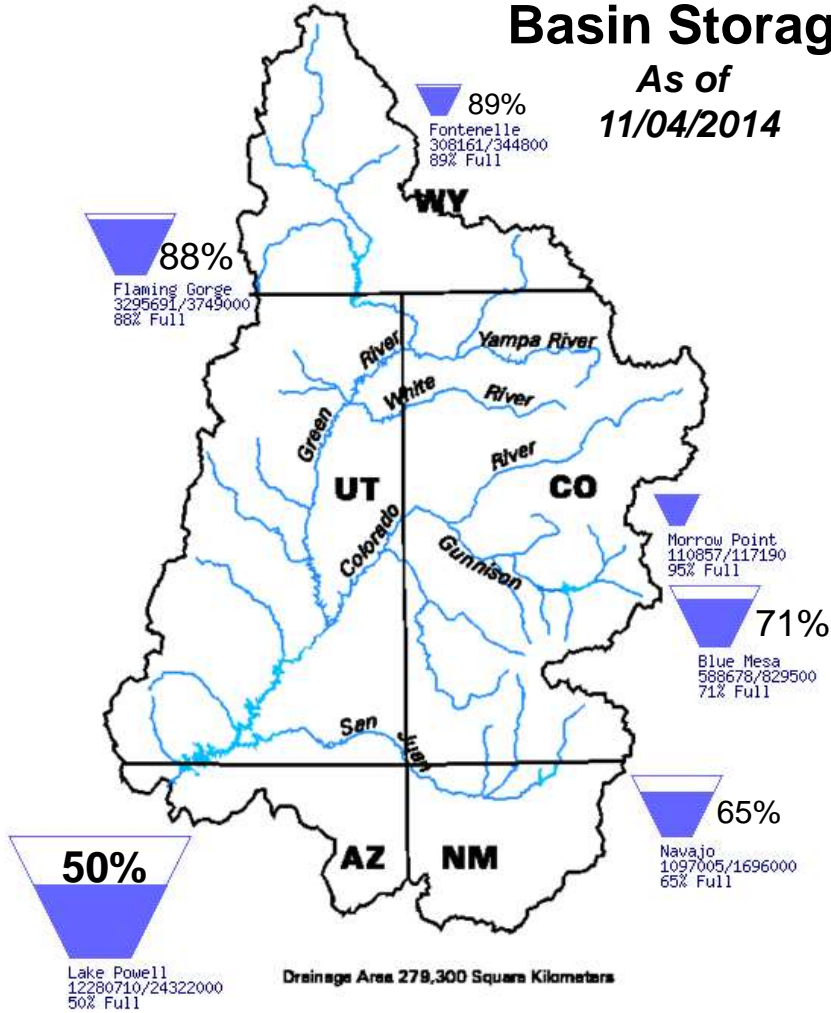 Basin Storag
As of
11/04/2014
89%
Fontenelle
308161/344800
89% Full
WY
88%
Flaming Gorge
3295691/3749000
88% Full
Yampa River
River
White
River
Green
River
UT
CO
Colorado
Gunnison
Morrow Point
110857/117190
95% Full
71%
Blue Mesa
588678/829500
71% Full
San
Juan
65%
Navajo
1097005/1696000
65% Full
AZ
NM
50%
Lake Powell
12280710/24322000
50% Full
Drainage Area 279,300 Square Kilometers